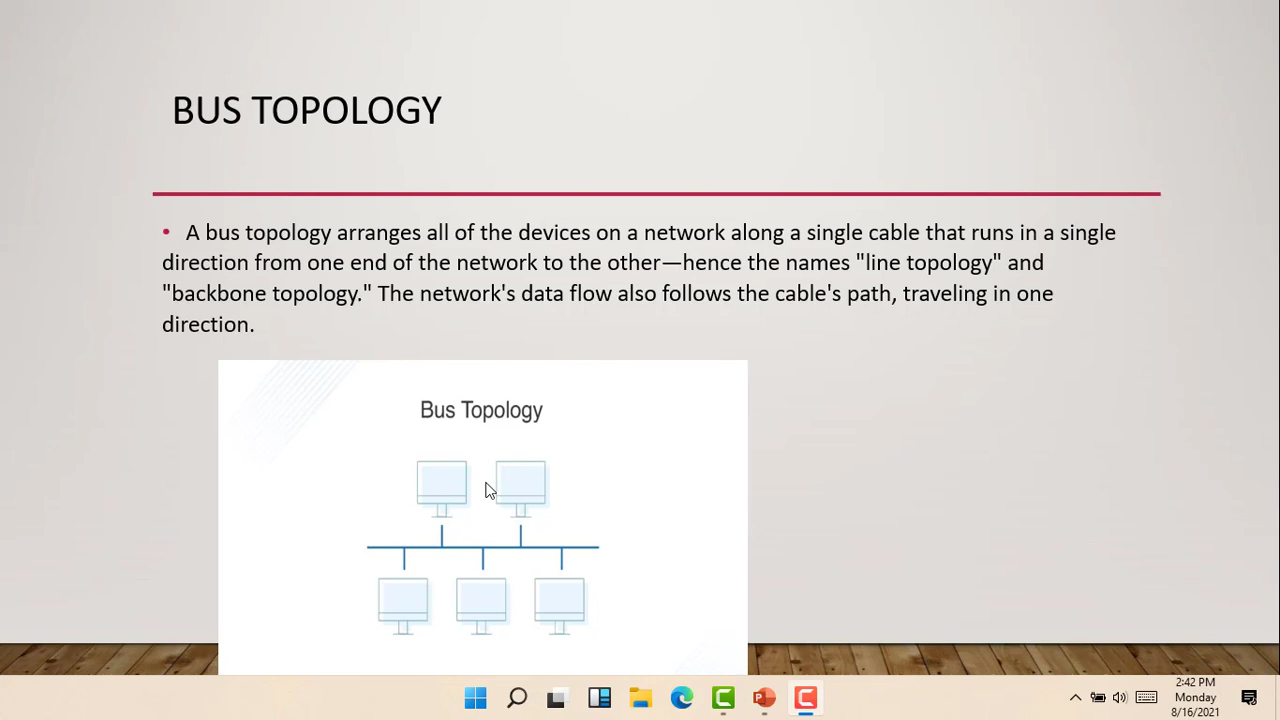 BUS TOPOLOGY
• A bus topology arranges all of the devices on a network along a single cable that runs in a single
direction from one end of the network to the other—hence the names "line topology" and
"backbone topology." The network's data flow also follows the cable's path, traveling in one
direction.
Bus Topology
2:42 PM
Monday
8/16/2021